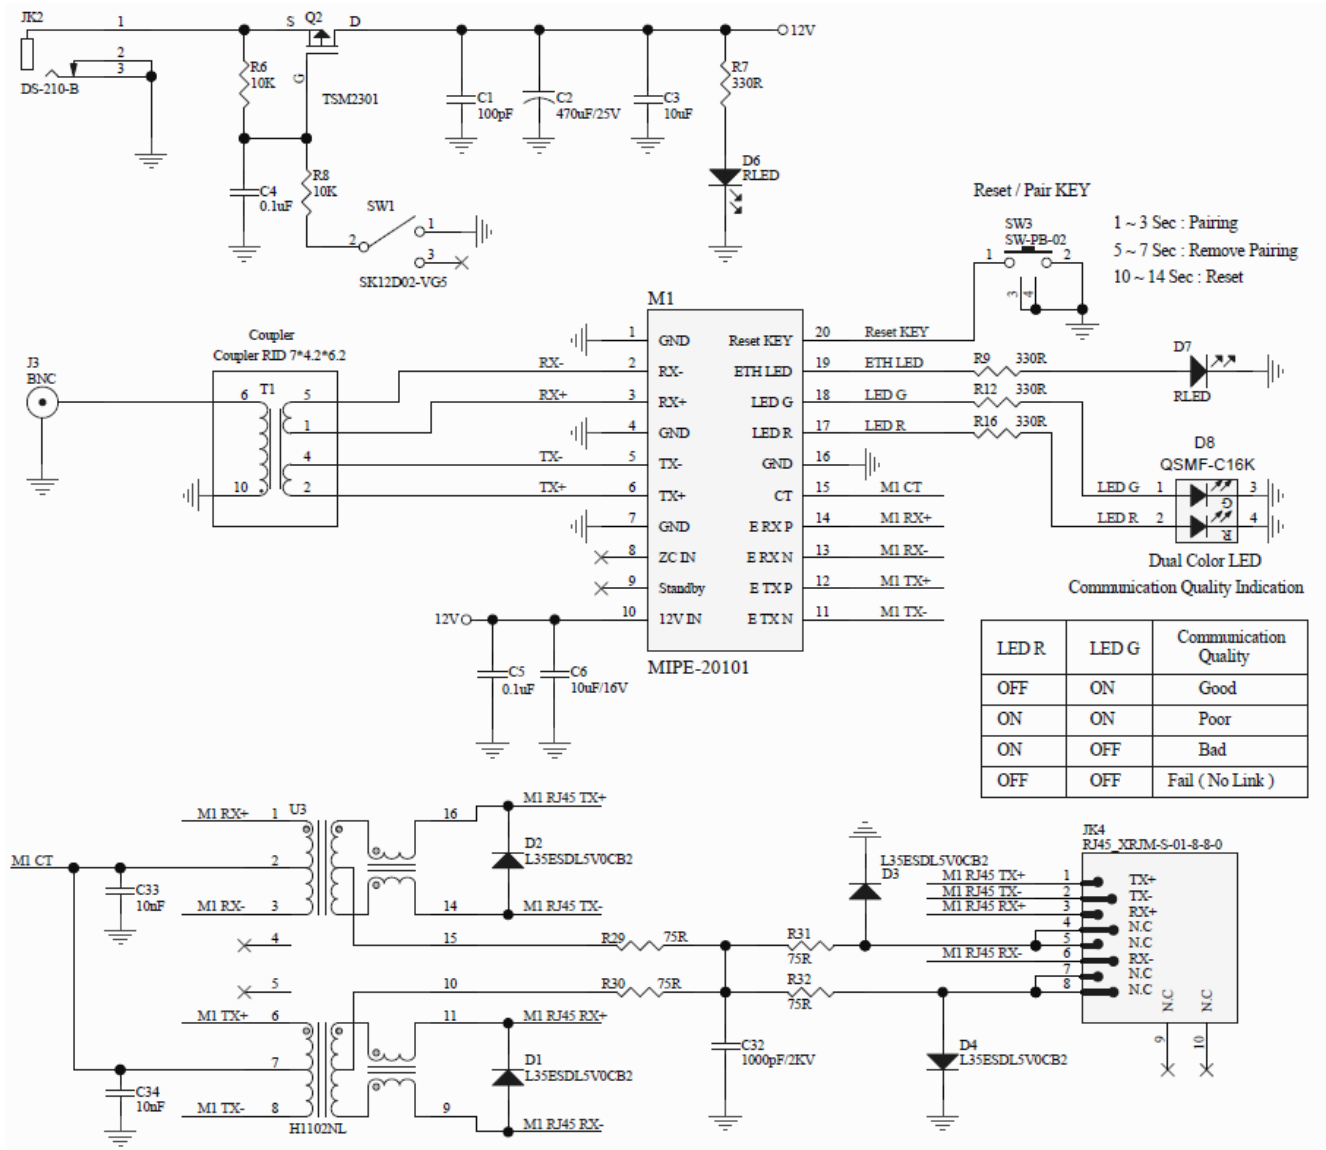 JK2
1
S
Q2
D
12V
2
3
DS-210-B
R6
10K
G
TSM2301
C1
100pF
C2
470uF/25V
C3
10uF
R7
330R
C4
0.1uF
R8
10K
SW1
2
1
3
SK12D02-VG5
D6
RLED
Reset / Pair KEY
SW3
SW-PB-02
1
2
3
4
1 ~ 3 Sec : Pairing
5 ~ 7 Sec : Remove Pairing
10 ~ 14 Sec : Reset
Coupler
Coupler RID 7*4.2*6.2
J3
BNC
T1
6
10
5
1
4
2
RX-
RX+
TX-
TX+
M1
1 GND
2 RX-
3 RX+
4 GND
5 TX-
6 TX+
7 GND
8 ZC IN
9 Standby
10 12V IN
Reset KEY 20 Reset KEY
ETH LED 19 ETH LED
LED G 18 LED G
LED R 17 LED R
GND 16
CT 15 M1 CT
E RX P 14 M1 RX+
E RX N 13 M1 RX-
E TX P 12 M1 TX+
E TX N 11 M1 TX-
MIPE-20101
R9 330R
R12 330R
R16 330R
D7
RLED
D8
QSMF-C16K
LED G 1 G 3
LED R 2 R 4
Dual Color LED
Communication Quality Indication
12V
C5
0.1uF
C6
10uF/16V
LED R LED G Communication
Quality
OFF ON Good
ON ON Poor
ON OFF Bad
OFF OFF Fail ( No Link )
M1 RX+ 1 U3
M1 CT 2
C33
10nF
M1 RX- 3
4
5
M1 TX+ 6
7
C34
10nF
M1 TX- 8
H1102NL
16 M1 RJ45 TX+
D2
L35ESDL5V0CB2
14 M1 RJ45 TX-
15
10
11 M1 RJ45 RX+
D1
L35ESDL5V0CB2
9 M1 RJ45 RX-
R29 75R
R30 75R
R31
75R
R32
75R
C32
1000pF/2KV
L35ESDL5V0CB2
D3
D4
L35ESDL5V0CB2
JK4
RJ45_XRJM-S-01-8-8-0
M1 RJ45 TX+ 1 TX+
M1 RJ45 TX- 2 TX-
M1 RJ45 RX+ 3 RX+
4 N.C
5 N.C
M1 RJ45 RX- 6 RX-
7 N.C
8 N.C
N.C N.C
9 10